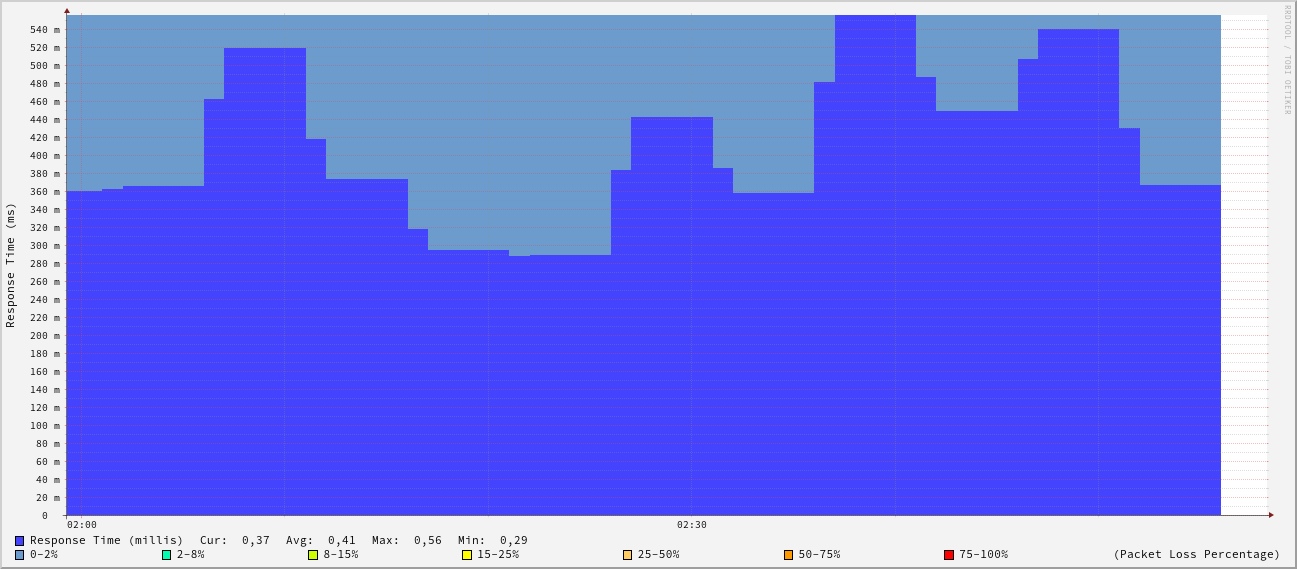 RRDTOOL / TOBI OETIKER
Response Time (ms)
540 m
520 m
500 m
480 m
460 m
440 m
420 m
400 m
380 m
360 m
340 m
320 m
300 m
280 m
260 m
240 m
220 m
200 m
180 m
160 m
140 m
120 m
100 m
80 m
60 m
40 m
20 m
0
02:00 02:30
Response Time (millis) Cur: 0,37 Avg: 0,41 Max: 0,56 Min: 0,29
0-2% 2-8% 8-15% 15-25% 25-50% 50-75% 75-100% (Packet Loss Percentage)